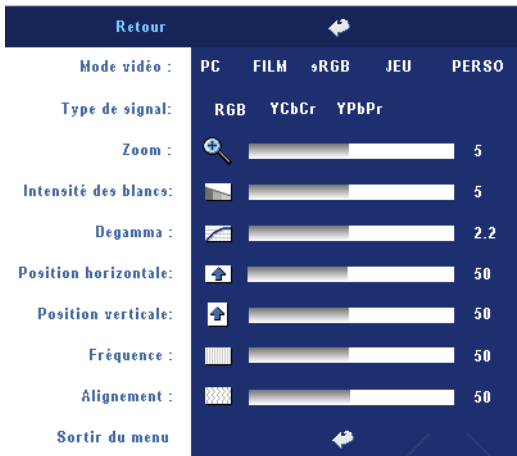 Retour
Mode vidéo : PC FILM sRGB JEU PERSO
Type de signal: RGB YCbCr YPbPr
Zoom : 5
Intensité des blancs: 5
Degamma : 2.2
Position horizontale: 50
Position verticale: 50
Fréquence : 50
Alignement : 50
Sortir du menu